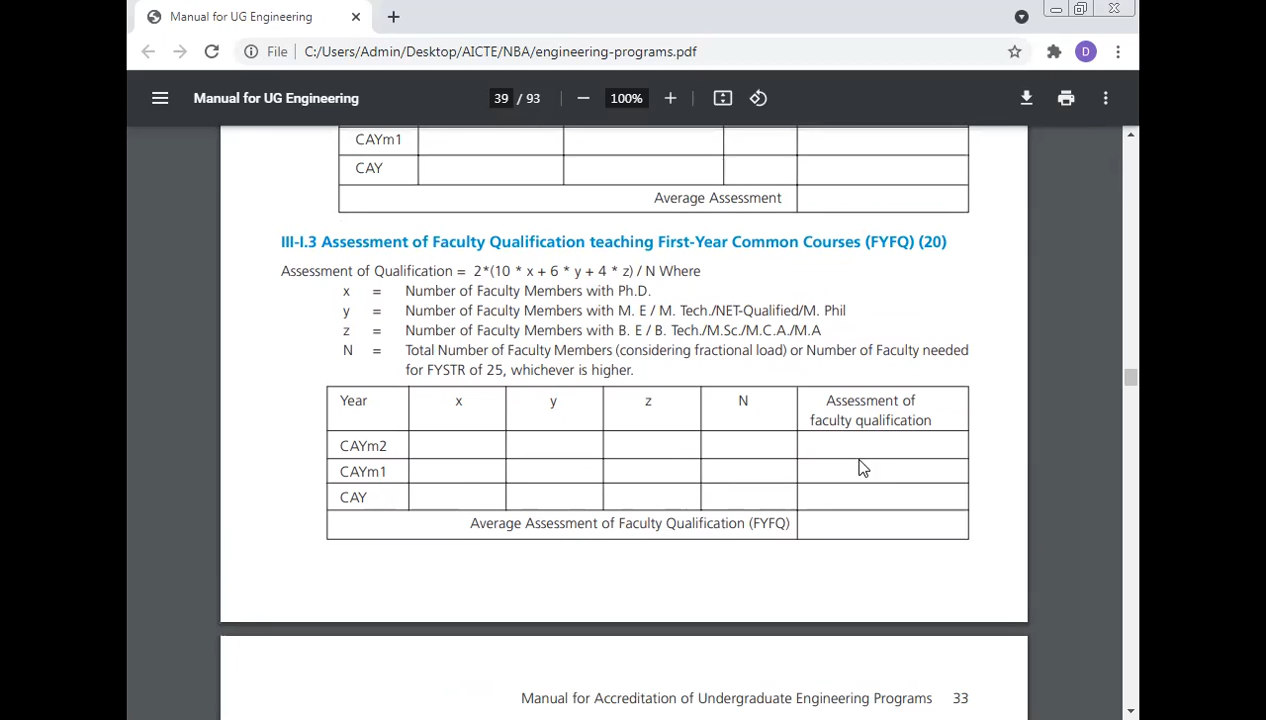 Manual for UG Engineering
File C:/Users/Admin/Desktop/AICTE/NBA/engineering-programs.pdf
D
Manual for UG Engineering 39 / 93 100%
CAYm1
CAY
Average Assessment
III-I.3 Assessment of Faculty Qualification teaching First-Year Common Courses (FYFQ) (20)
Assessment of Qualification = 2*(10 * x + 6 * y + 4 * z) / N Where
x = Number of Faculty Members with Ph.D.
y = Number of Faculty Members with M. E / M. Tech./NET-Qualified/M. Phil
z = Number of Faculty Members with B. E / B. Tech./M.Sc./M.C.A./M.A
N = Total Number of Faculty Members (considering fractional load) or Number of Faculty needed
for FYSTR of 25, whichever is higher.
Year x y z N Assessment of
faculty qualification
CAYm2
CAYm1
CAY
Average Assessment of Faculty Qualification (FYFQ)
Manual for Accreditation of Undergraduate Engineering Programs 33